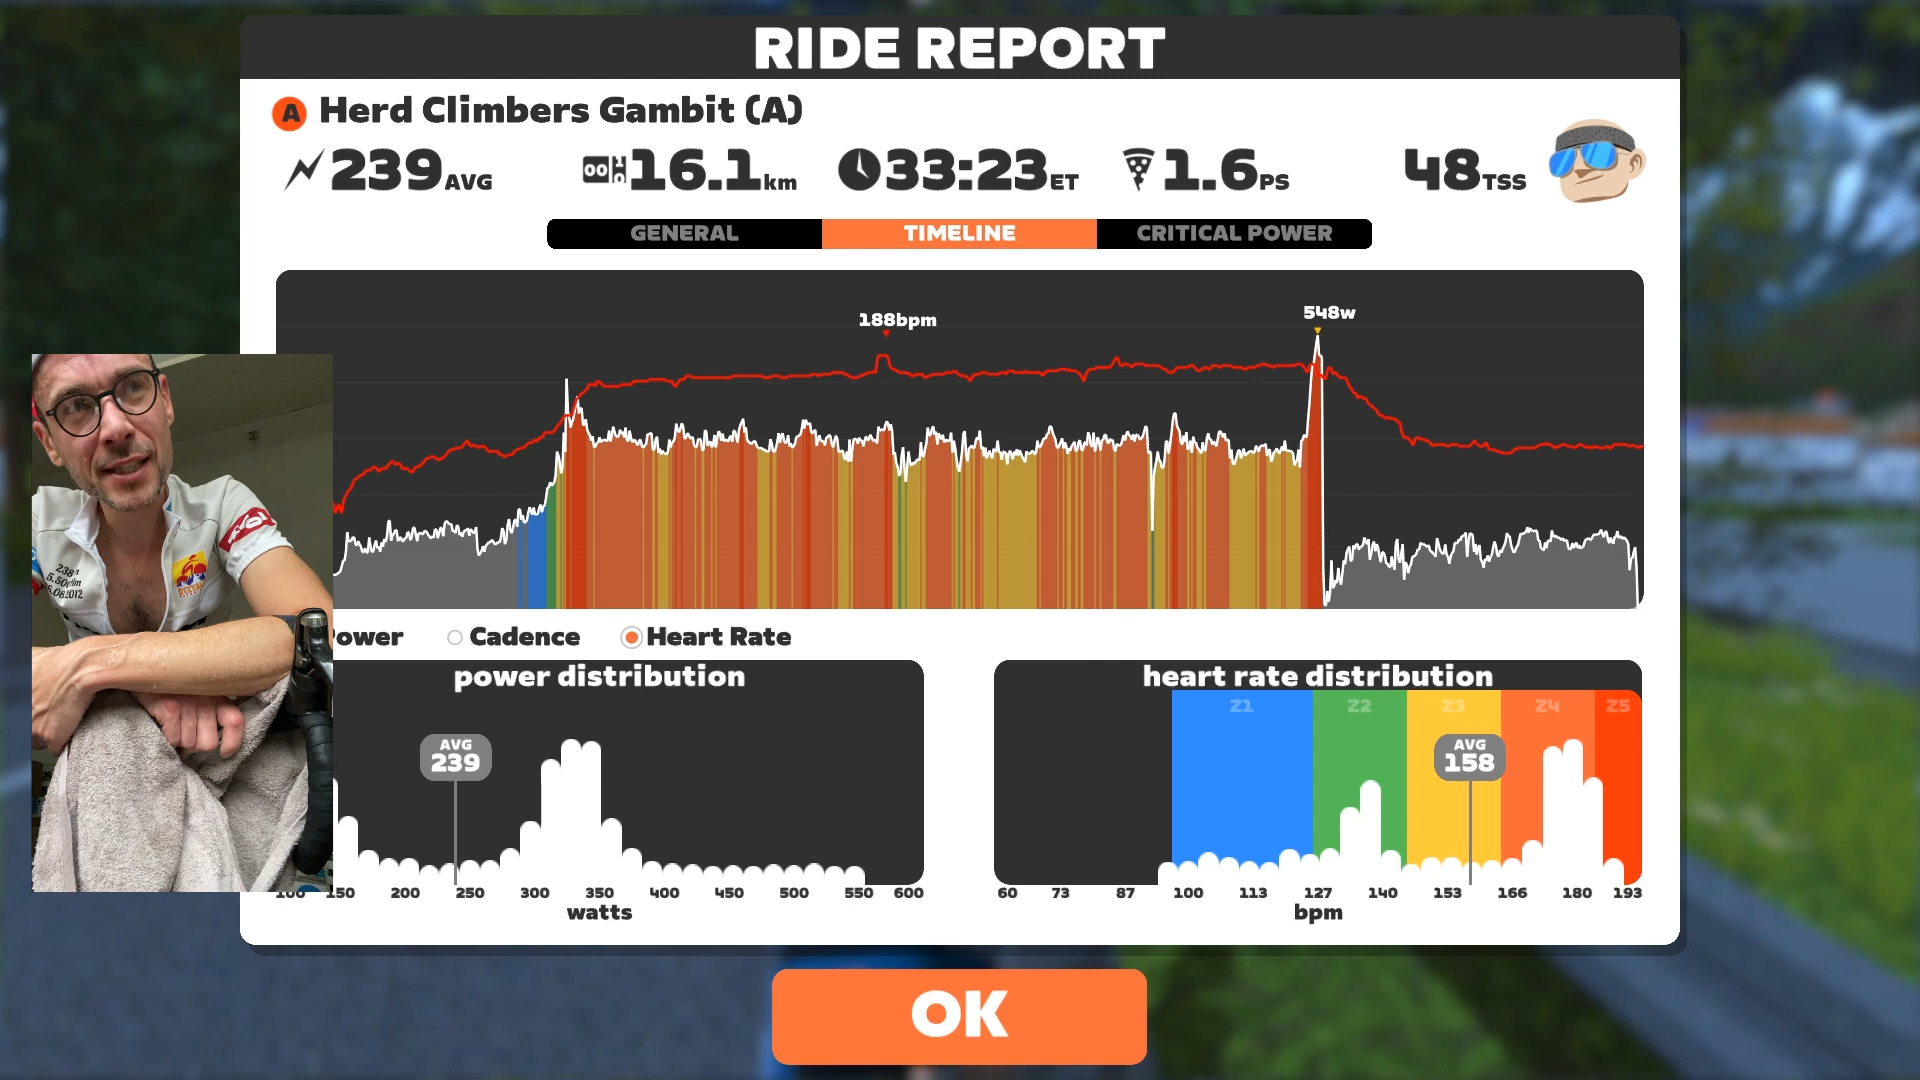 RIDE REPORT
A Herd Climbers Gambit (A)
239AVG 16.1km 33:23ET 1.6PS 48TSS
GENERAL TIMELINE CRITICAL POWER
188bpm 548w
Cadence Heart Rate
power distribution
AVG
239
150 200 250 300 350 400 450 500 550 600
watts
heart rate distribution
Z1 Z2 Z3 Z4 Z5
AVG
158
60 73 87 100 113 127 140 153 166 180 193
bpm
OK